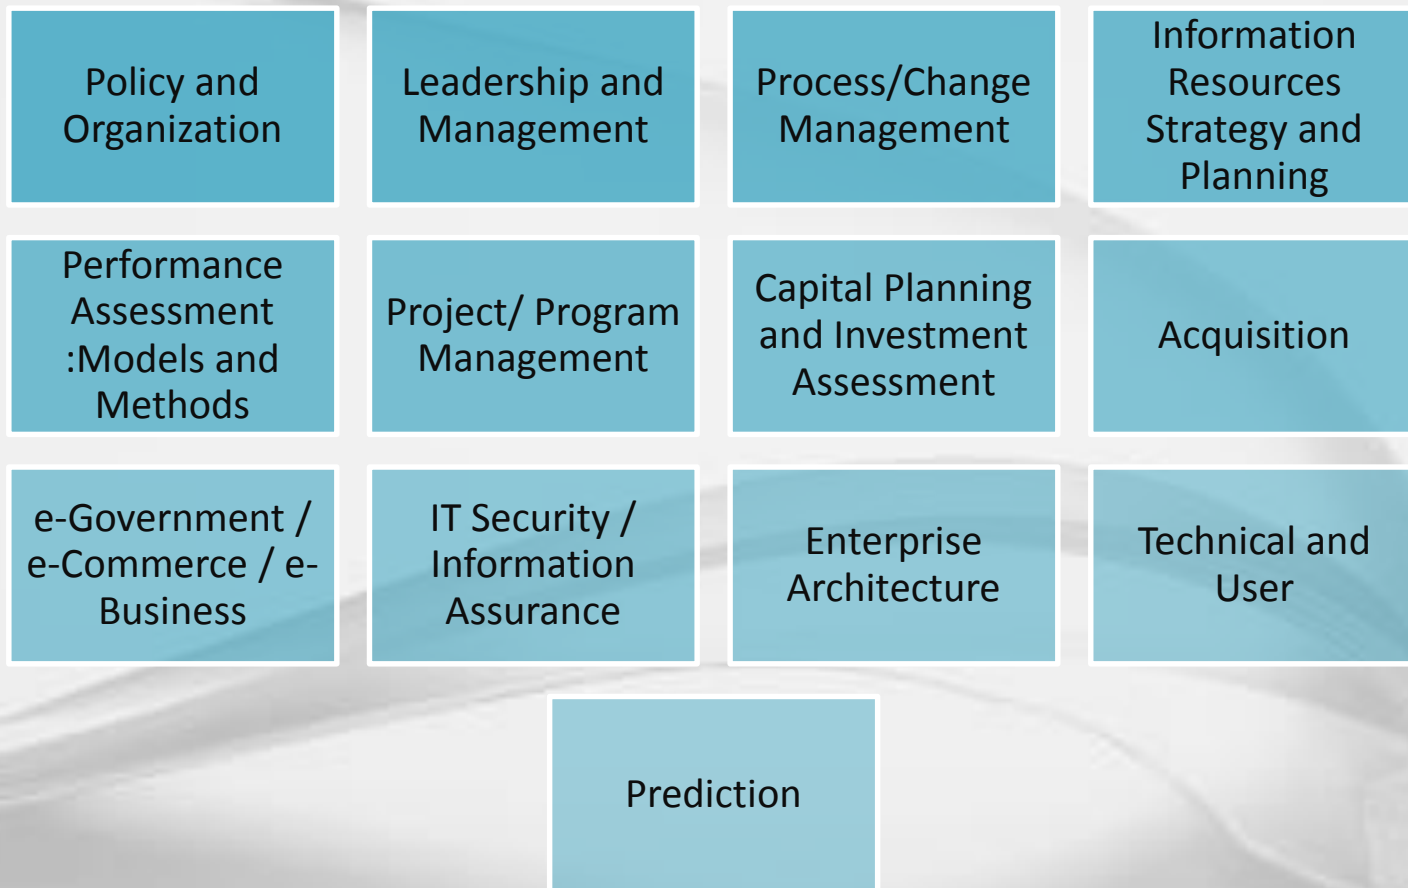 Policy and
Organization
Leadership and
Management
Process/Change
Management
Information
Resources
Strategy and
Planning
Performance
Assessment
:Models and
Methods
Project/ Program
Management
Capital Planning
and Investment
Assessment
Acquisition
e-Government /
e-Commerce / e-
Business
IT Security /
Information
Assurance
Enterprise
Architecture
Technical and
User
Prediction